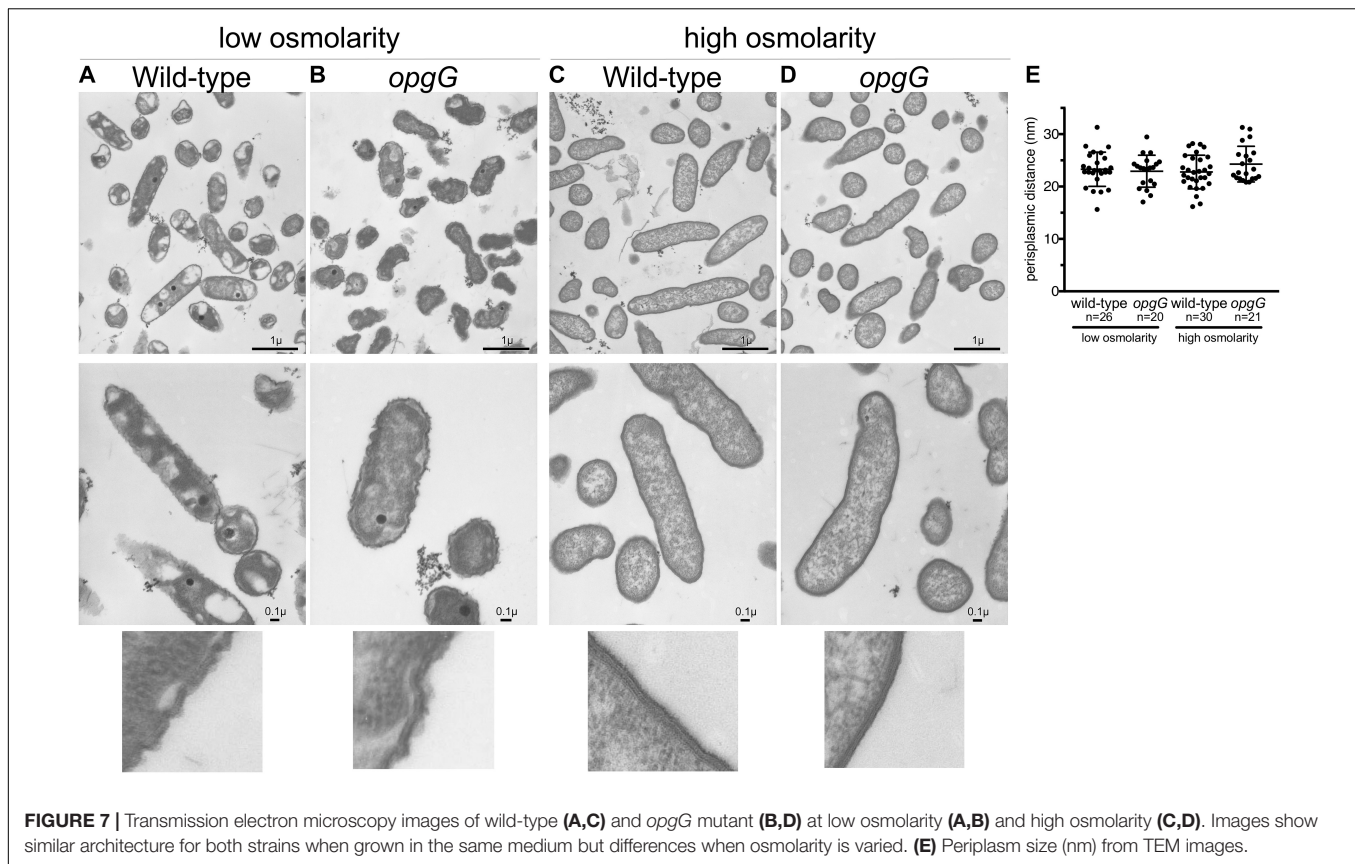 low osmolarity
high osmolarity
A Wild-type B opgG C Wild-type D opgG E
1µ 1µ 1µ 1µ
0.1µ 0.1µ 0.1µ 0.1µ
perisplasmic distance (nm)
30
20
10
0
wild-type opgG wild-type opgG
n=26 n=20 n=30 n=21
low osmolarity high osmolarity
FIGURE 7 | Transmission electron microscopy images of wild-type (A,C) and opgG mutant (B,D) at low osmolarity (A,B) and high osmolarity (C,D). Images show
similar architecture for both strains when grown in the same medium but differences when osmolarity is varied. (E) Periplasm size (nm) from TEM images.